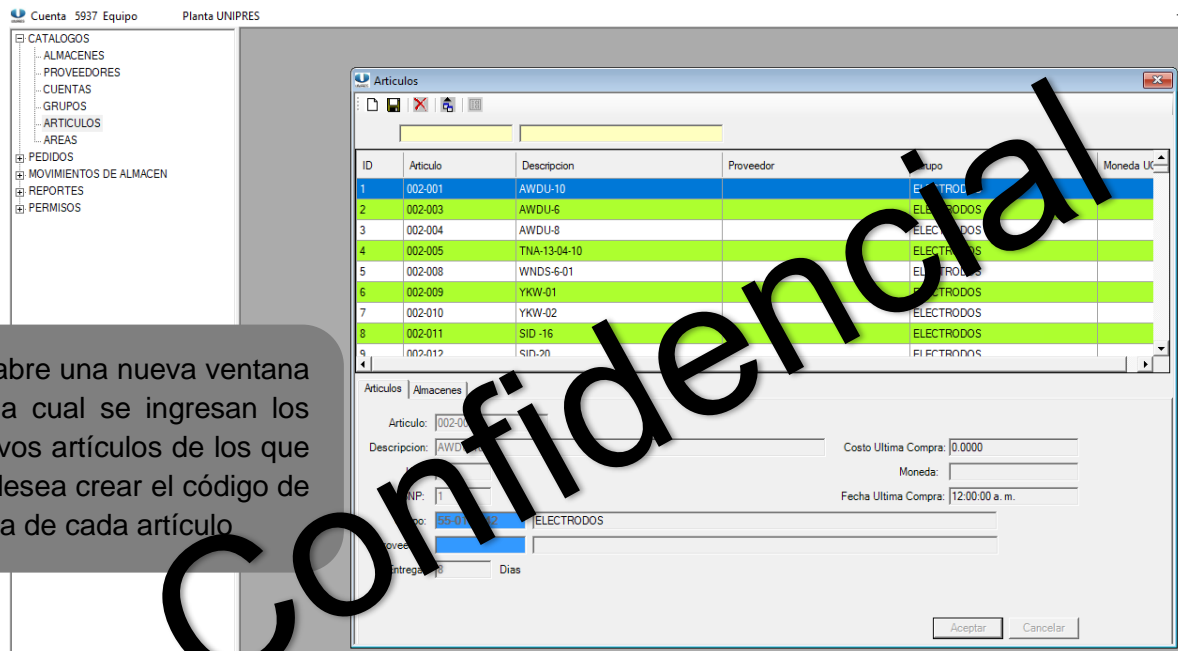 Cuenta 5937 Equipo Planta UNIPRES
CATALOGOS
ALMACENES
PROVEEDORES
CUENTAS
GRUPOS
ARTICULOS
AREAS
PEDIDOS
MOVIMIENTOS DE ALMACEN
REPORTES
PERMISOS
Articulos
ID Articulo Descripcion Proveedor Moneda
1 002-001 AWDU-10
2 002-003 AWDU-6
3 002-004 AWDU-8 ELECTRODOS
4 002-005 TNA-13-04-10
5 002-008 WNDS-6-01
6 002-009 YKW-01
7 002-010 YKW-02 ELECTRODOS
8 002-011 SID -16 ELECTRODOS
9 002-012 SID-20 ELECTRODOS
abre una nueva ventana
a cual se ingresan los
vos artículos de los que
desea crear el código de
a de cada artículo
Articulos Almacenes
Articulo:
Descripcion: Costo Ultima Compra: 0.0000
Moneda:
1 Fecha Ultima Compra: 12:00:00 a. m.
ELECTRODOS
Entrega: 8 Dias
Aceptar Cancelar
Confidencial